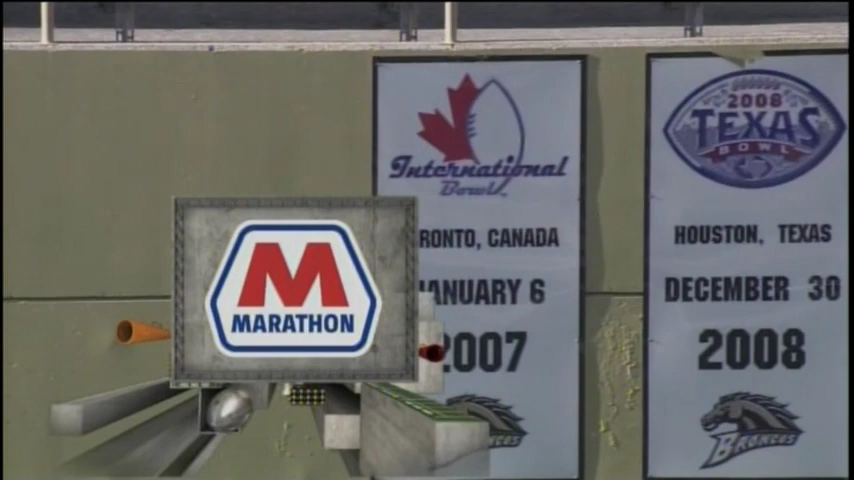 International
Bowl
RONTO, CANADA
ANUARY 6
2007
2008
TEXAS
BOWL
HOUSTON, TEXAS
DECEMBER 30
2008
BRONCOS
M
MARATHON